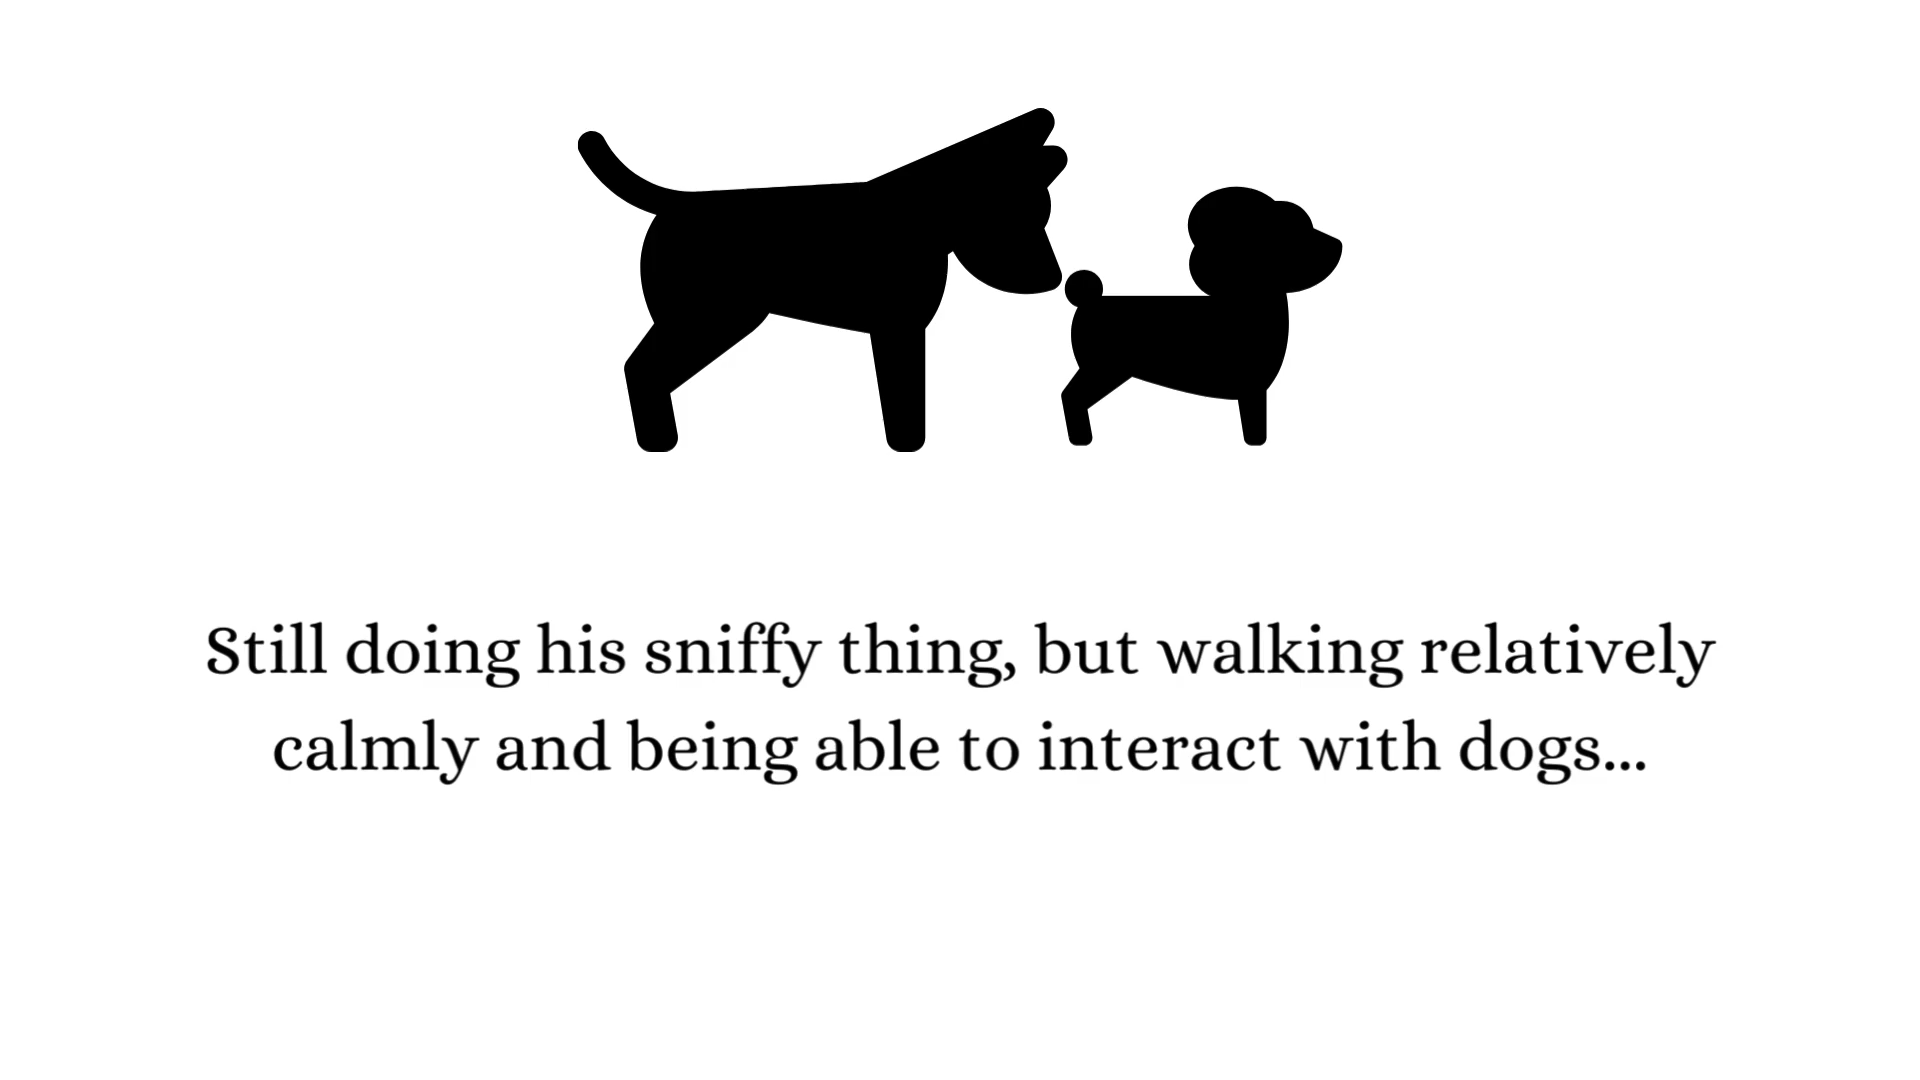 Still doing his sniffy thing, but walking relatively
calmly and being able to interact with dogs...